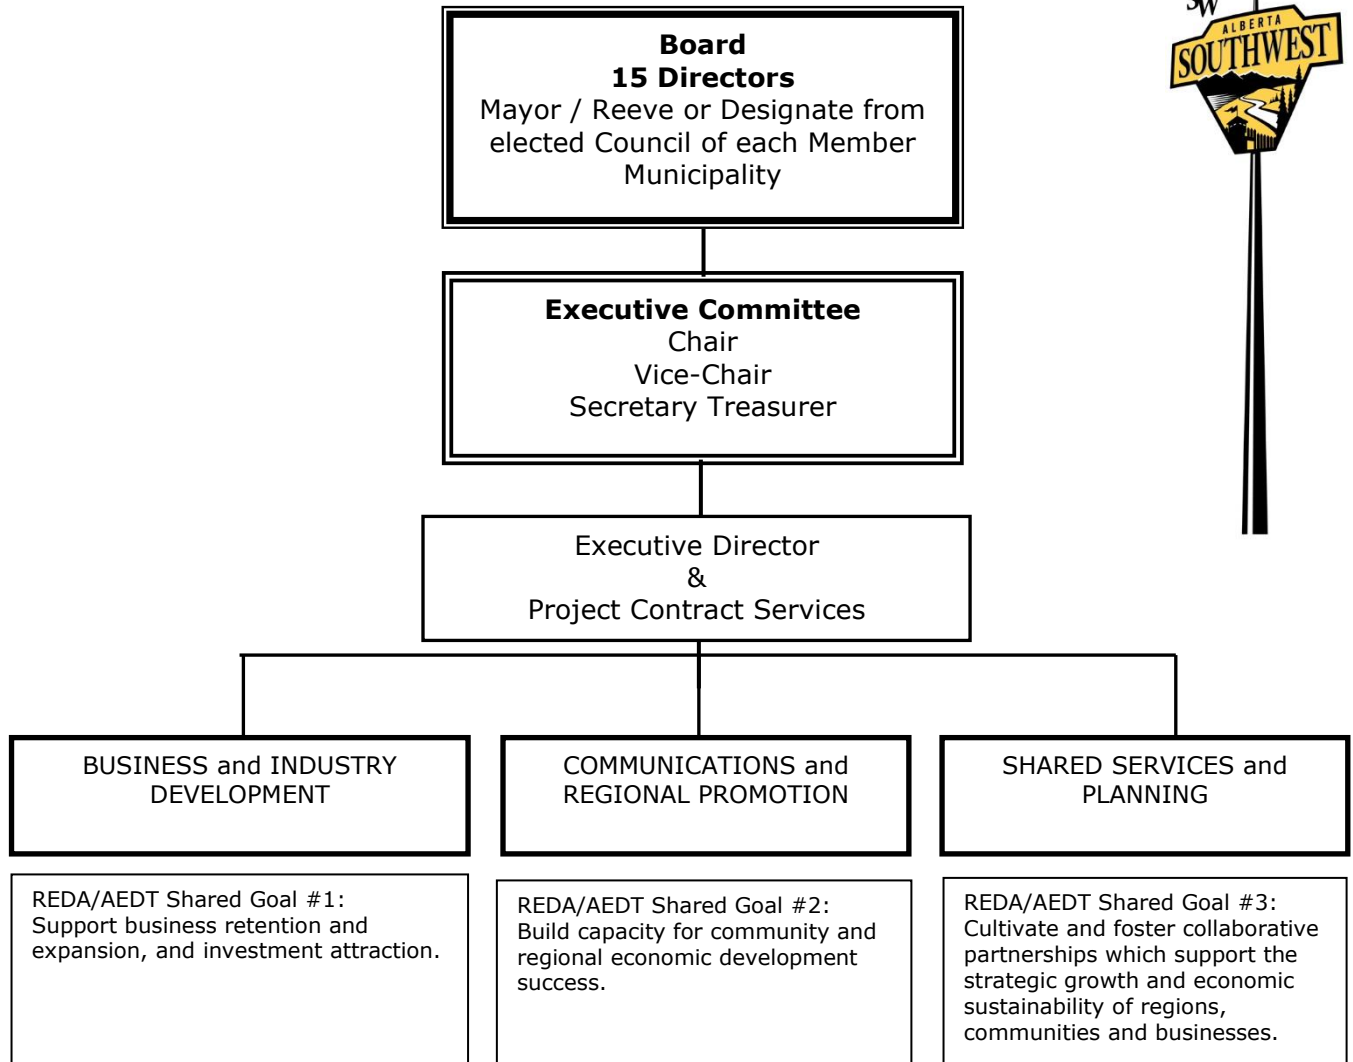 SW
ALBERTA
SOUTHWEST
Board
15 Directors
Mayor / Reeve or Designate from
elected Council of each Member
Municipality
Executive Committee
Chair
Vice-Chair
Secretary Treasurer
Executive Director
&
Project Contract Services
BUSINESS and INDUSTRY
DEVELOPMENT
COMMUNICATIONS and
REGIONAL PROMOTION
SHARED SERVICES and
PLANNING
REDA/AEDT Shared Goal #1:
Support business retention and
expansion, and investment attraction.
REDA/AEDT Shared Goal #2:
Build capacity for community and
regional economic development
success.
REDA/AEDT Shared Goal #3:
Cultivate and foster collaborative
partnerships which support the
strategic growth and economic
sustainability of regions,
communities and businesses.